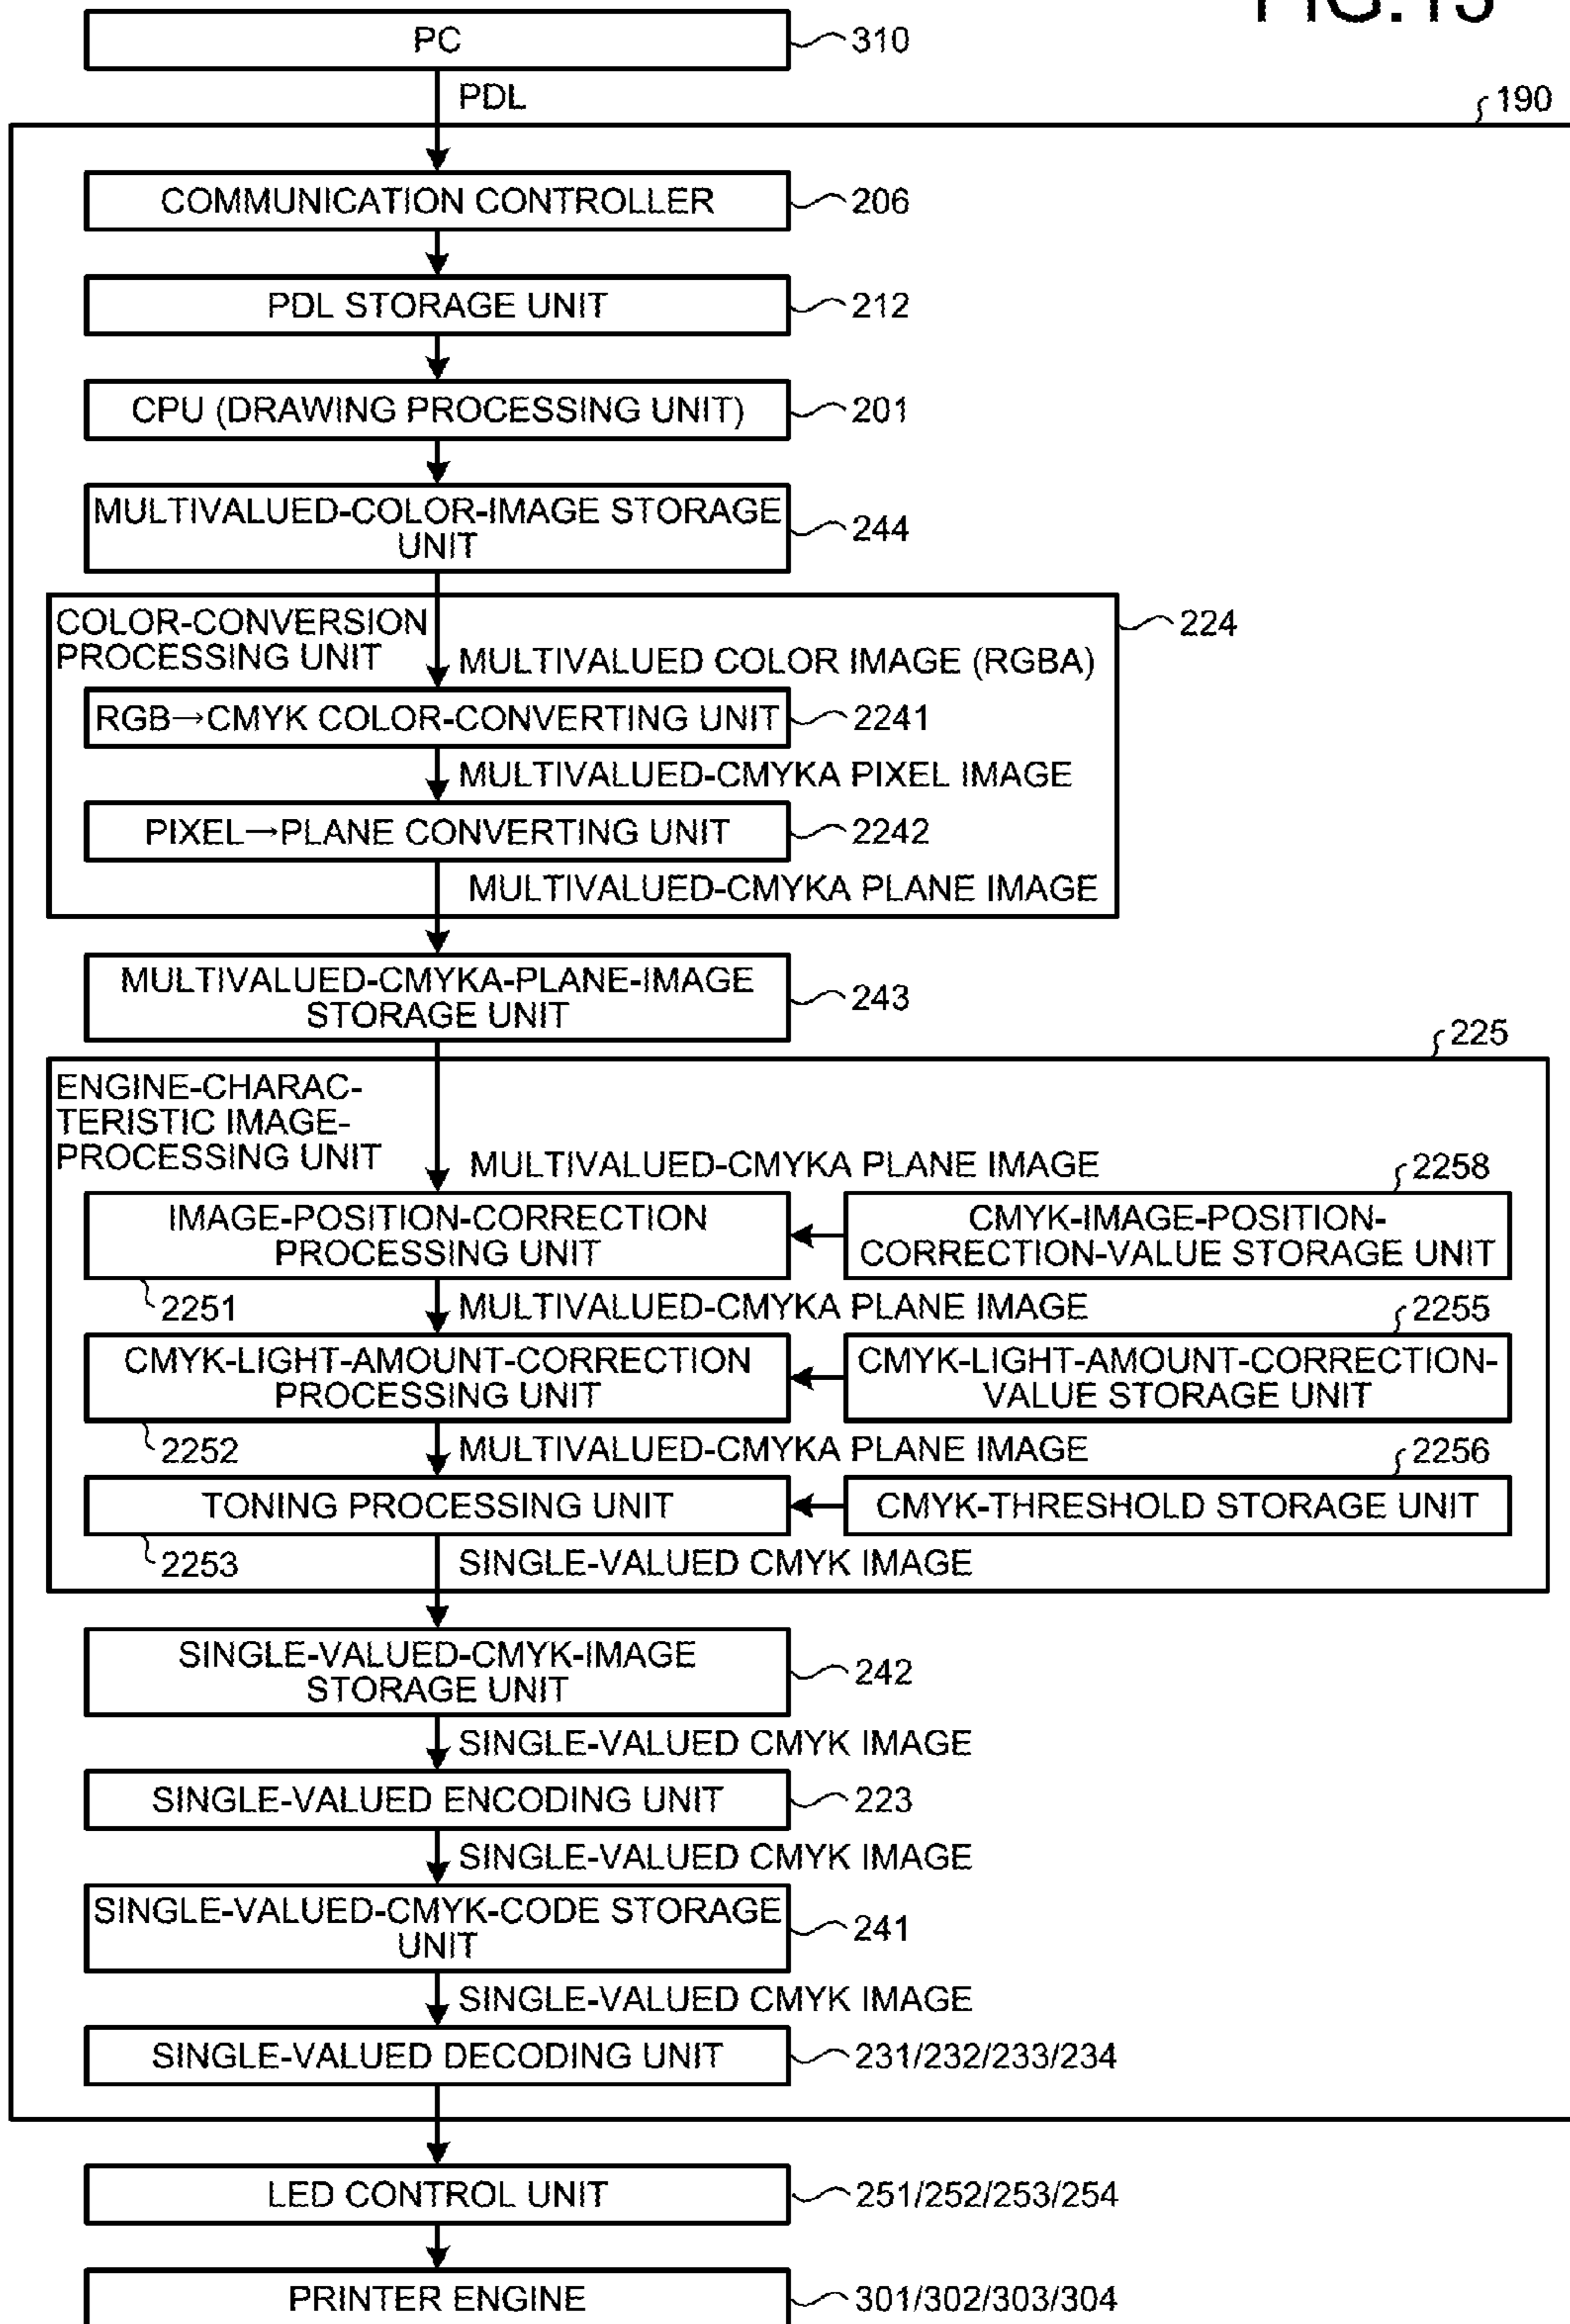 FIG.13
PC
310
PDL
190
COMMUNICATION CONTROLLER
206
PDL STORAGE UNIT
212
CPU (DRAWING PROCESSING UNIT)
201
MULTIVALUED-COLOR-IMAGE STORAGE
UNIT
244
COLOR-CONVERSION
PROCESSING UNIT
224
MULTIVALUED COLOR IMAGE (RGBA)
RGB→CMYK COLOR-CONVERTING UNIT
2241
MULTIVALUED-CMYKA PIXEL IMAGE
PIXEL→PLANE CONVERTING UNIT
2242
MULTIVALUED-CMYKA PLANE IMAGE
MULTIVALUED-CMYKA-PLANE-IMAGE
STORAGE UNIT
243
225
ENGINE-CHARAC-
TERISTIC IMAGE-
PROCESSING UNIT
MULTIVALUED-CMYKA PLANE IMAGE
2258
IMAGE-POSITION-CORRECTION
PROCESSING UNIT
CMYK-IMAGE-POSITION-
CORRECTION-VALUE STORAGE UNIT
2251
MULTIVALUED-CMYKA PLANE IMAGE
2255
CMYK-LIGHT-AMOUNT-CORRECTION
PROCESSING UNIT
CMYK-LIGHT-AMOUNT-CORRECTION-
VALUE STORAGE UNIT
2252
MULTIVALUED-CMYKA PLANE IMAGE
2256
TONING PROCESSING UNIT
CMYK-THRESHOLD STORAGE UNIT
2253
SINGLE-VALUED CMYK IMAGE
SINGLE-VALUED-CMYK-IMAGE
STORAGE UNIT
242
SINGLE-VALUED CMYK IMAGE
SINGLE-VALUED ENCODING UNIT
223
SINGLE-VALUED CMYK IMAGE
SINGLE-VALUED-CMYK-CODE STORAGE
UNIT
241
SINGLE-VALUED CMYK IMAGE
SINGLE-VALUED DECODING UNIT
231/232/233/234
LED CONTROL UNIT
251/252/253/254
PRINTER ENGINE
301/302/303/304